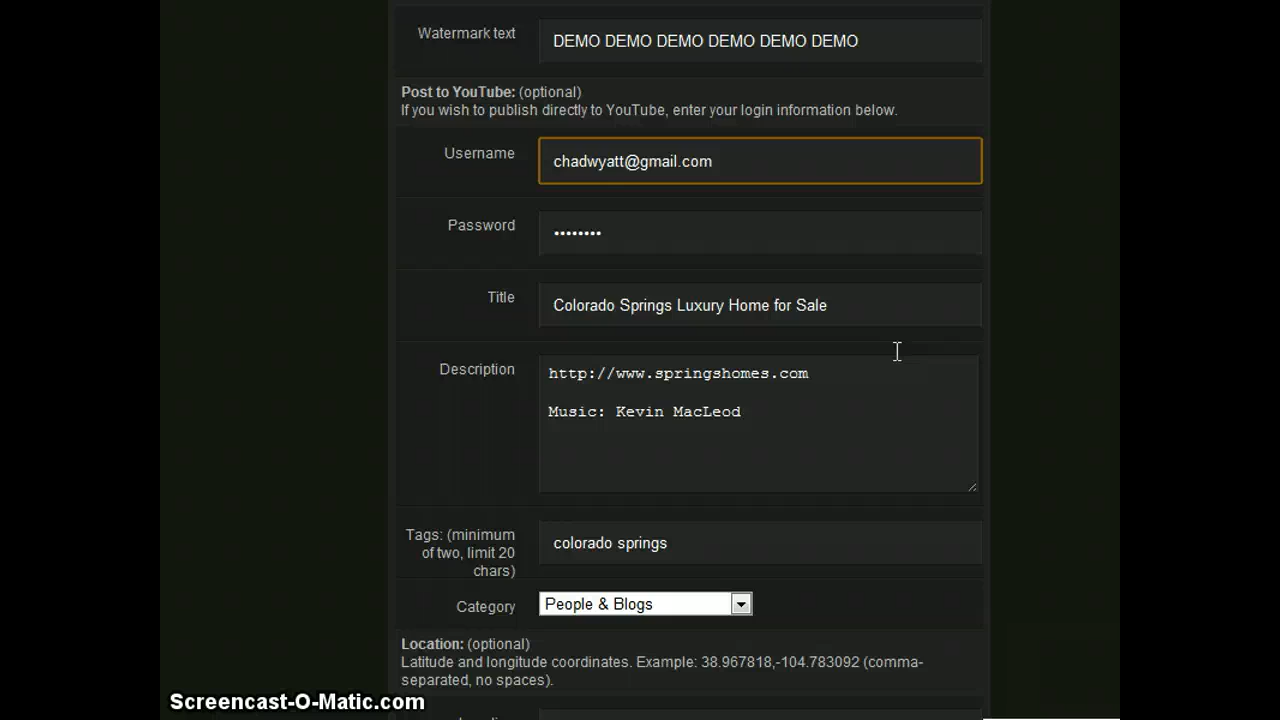 Watermark text
DEMO DEMO DEMO DEMO DEMO DEMO
Post to YouTube: (optional)
If you wish to publish directly to YouTube, enter your login information below.
Username
chadwyatt@gmail.com
Password
••••••••
Title
Colorado Springs Luxury Home for Sale
Description
http://www.springshomes.com
Music: Kevin MacLeod
Tags: (minimum
of two, limit 20
chars)
colorado springs
Category
People & Blogs
Location: (optional)
Latitude and longitude coordinates. Example: 38.967818,-104.783092 (comma-
separated, no spaces).
Screencast-O-Matic.com